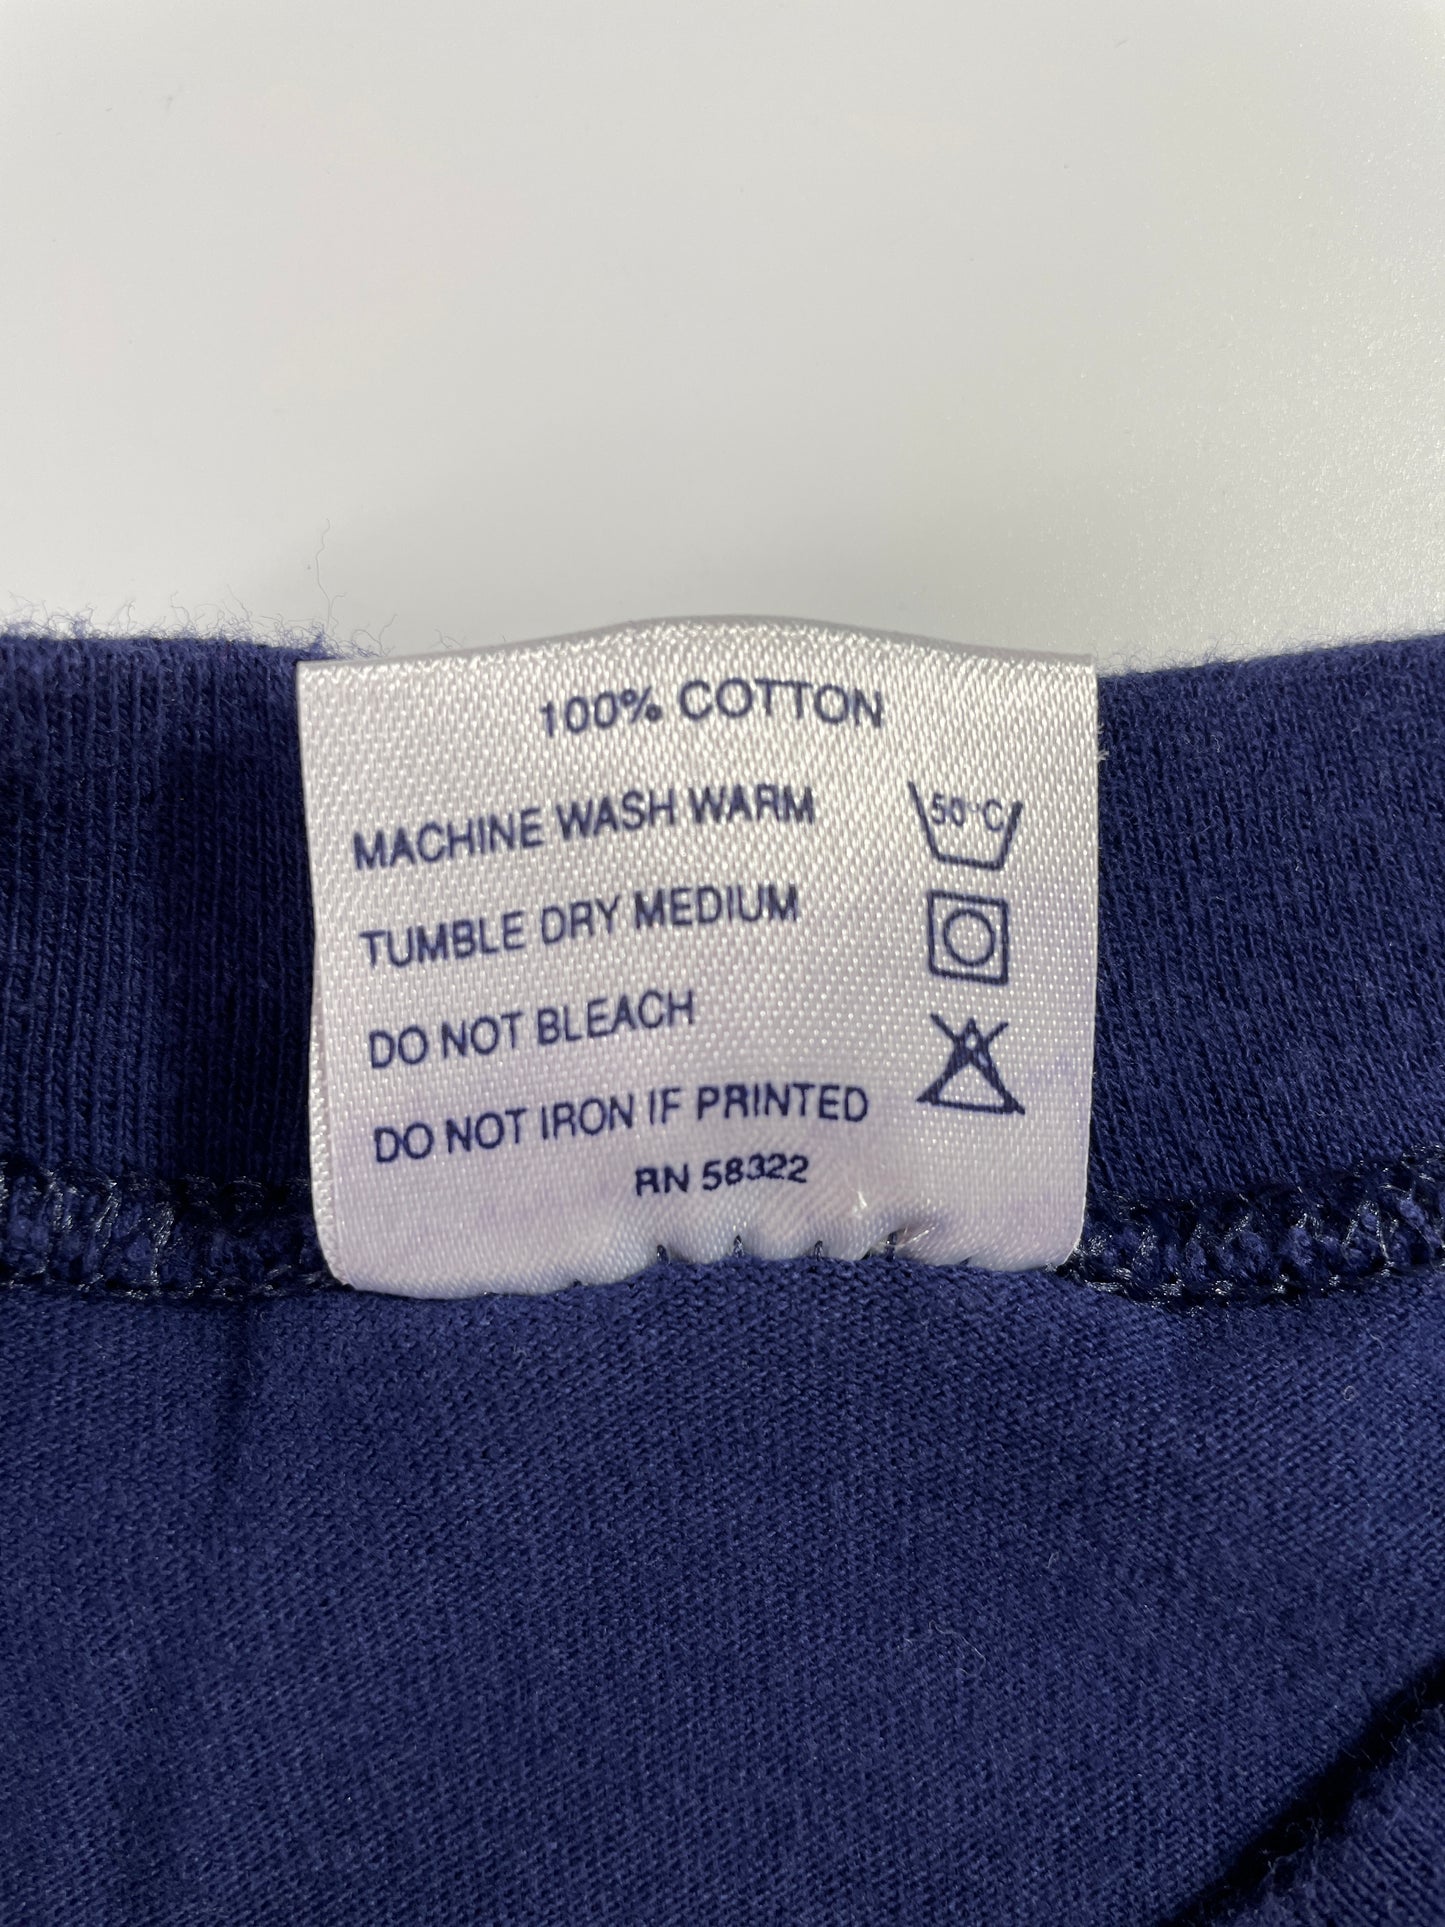 100% COTTON
MACHINE WASH WARM 50°C
TUMBLE DRY MEDIUM
DO NOT BLEACH
DO NOT IRON IF PRINTED
RN 58322